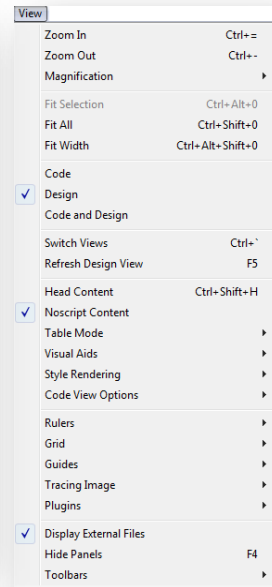 View
Zoom In Ctrl+=
Zoom Out Ctrl+-
Magnification
Fit Selection Ctrl+Alt+0
Fit All Ctrl+Shift+0
Fit Width Ctrl+Alt+Shift+0
Code
Design
Code and Design
Switch Views Ctrl+`
Refresh Design View F5
Head Content Ctrl+Shift+H
Noscript Content
Table Mode
Visual Aids
Style Rendering
Code View Options
Rulers
Grid
Guides
Tracing Image
Plugins
Display External Files
Hide Panels F4
Toolbars